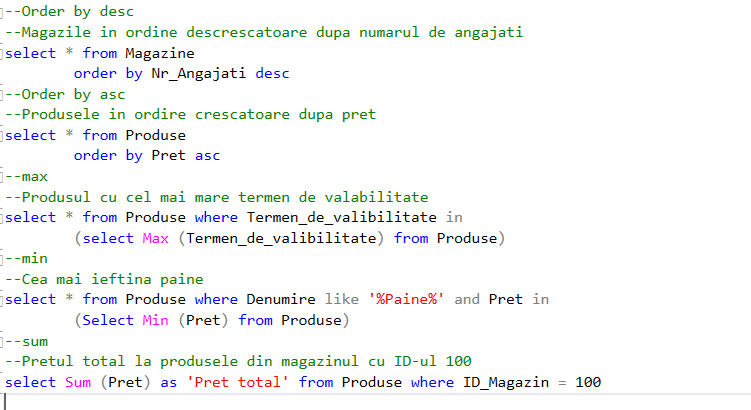 --Order by desc
--Magazile in ordine descrescatoare dupa numarul de angajati
select * from Magazine
order by Nr_Angajati desc
--Order by asc
--Produsele in ordire crescatoare dupa pret
select * from Produse
order by Pret asc
--max
--Produsul cu cel mai mare termen de valabilitate
select * from Produse where Termen_de_valibilitate in
(select Max (Termen_de_valibilitate) from Produse)
--min
--Cea mai ieftina paine
select * from Produse where Denumire like '%Paine%' and Pret in
(Select Min (Pret) from Produse)
--sum
--Pretul total la produsele din magazinul cu ID-ul 100
select Sum (Pret) as 'Pret total' from Produse where ID_Magazin = 100